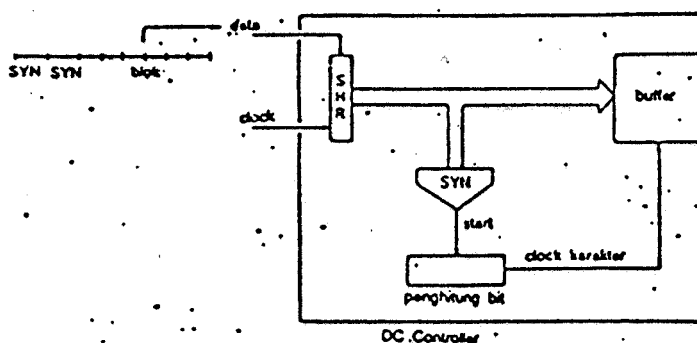 data
SYN SYN blok
clock
SHR
buffer
SYN
start
clock karakter
penghitung bit
DC Controller